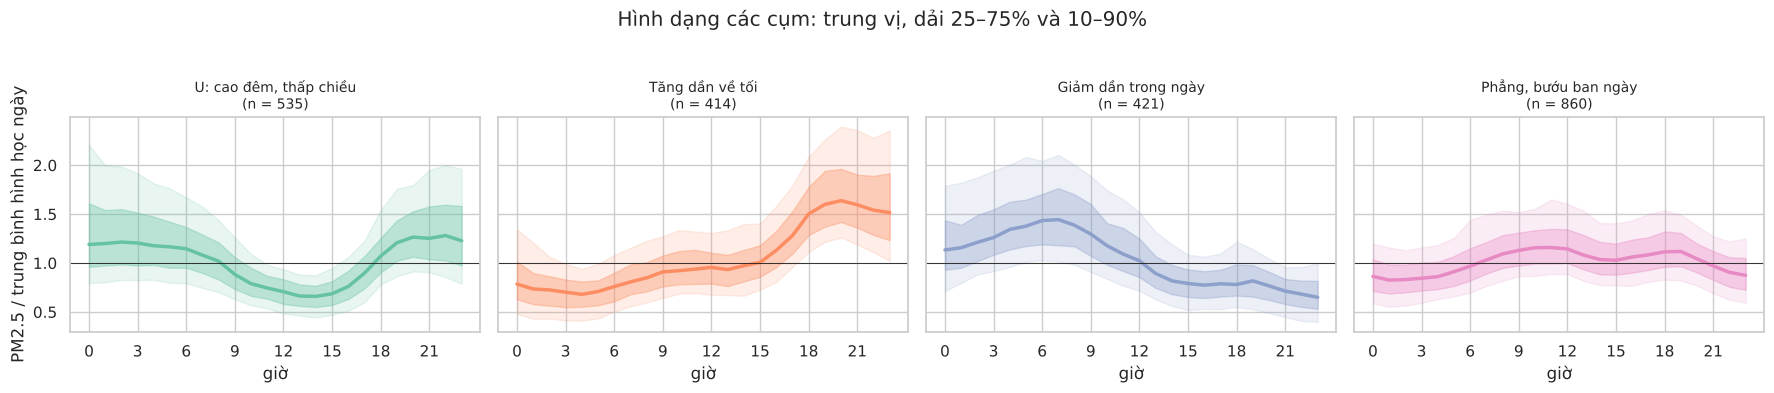 Hình dạng các cụm: trung vị, dải 25–75% và 10–90%
PM2.5 / trung bình hình học ngày
U: cao đêm, thấp chiều
(n = 535)
2.0
1.5
1.0
0.5
0 3 6 9 12 15 18 21
giờ
Tăng dần về tối
(n = 414)
0 3 6 9 12 15 18 21
giờ
Giảm dần trong ngày
(n = 421)
0 3 6 9 12 15 18 21
giờ
Phẳng, bướu ban ngày
(n = 860)
0 3 6 9 12 15 18 21
giờ